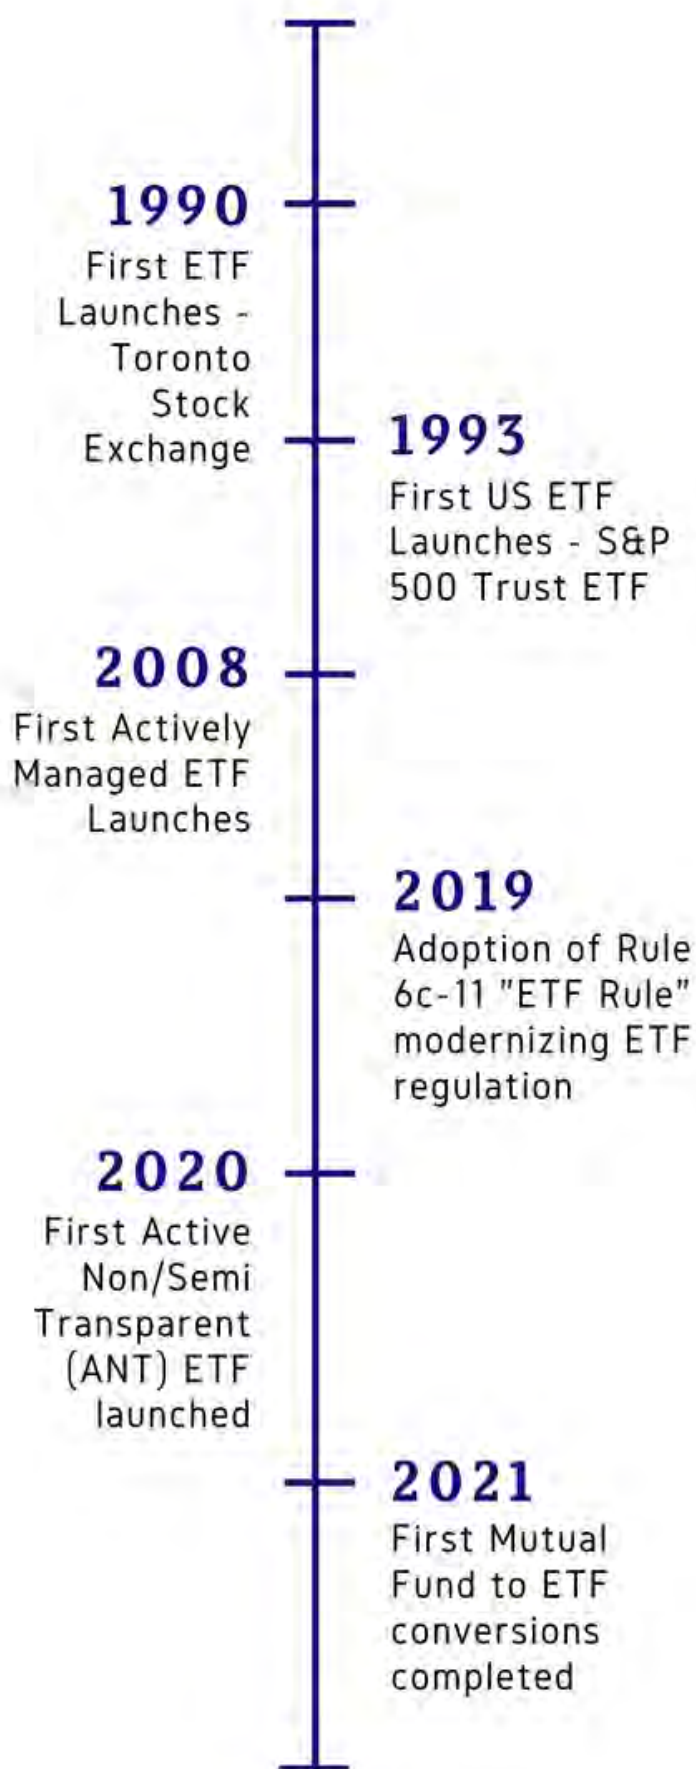 1990
First ETF
Launches -
Toronto
Stock
Exchange
1993
First US ETF
Launches - S&P
500 Trust ETF
2008
First Actively
Managed ETF
Launches
2019
Adoption of Rule
6c-11 "ETF Rule"
modernizing ETF
regulation
2020
First Active
Non/Semi
Transparent
(ANT) ETF
launched
2021
First Mutual
Fund to ETF
conversions
completed